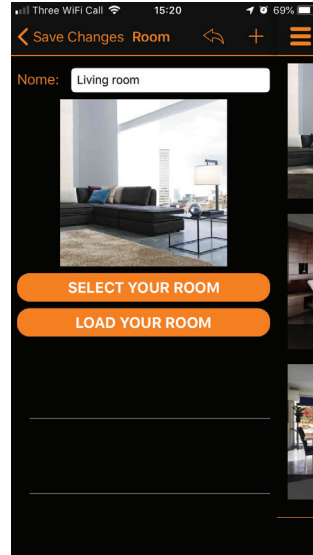 Three WiFi Call 15:20 69%
Save Changes Room
Nome: Living room
SELECT YOUR ROOM
LOAD YOUR ROOM